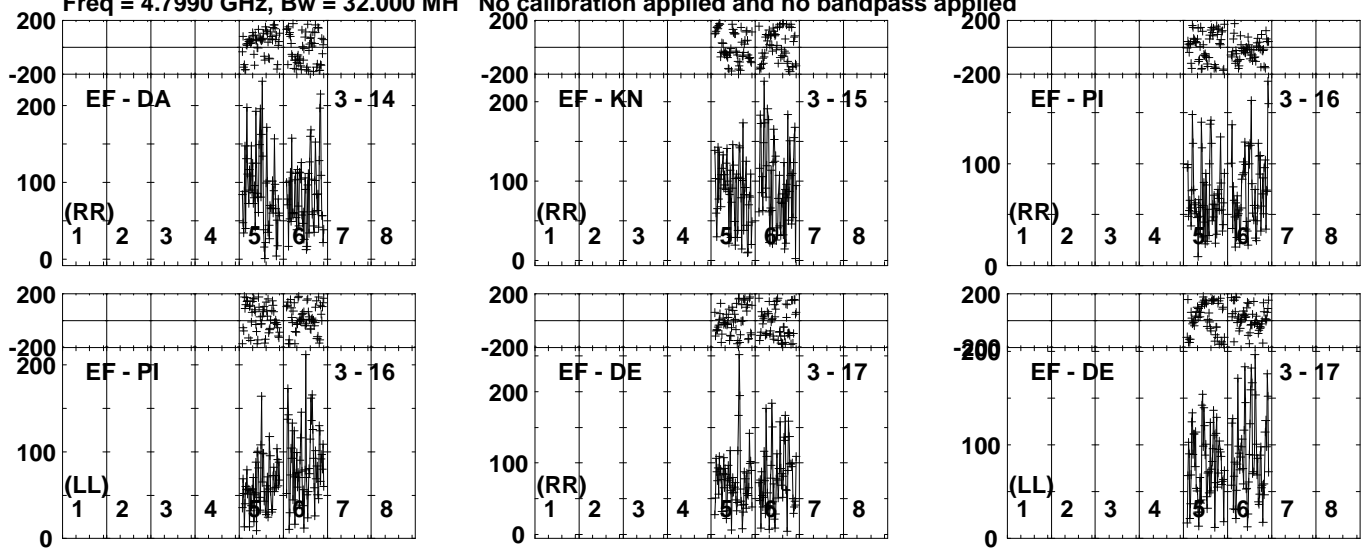 Freq = 4.7990 GHz, Bw = 32.000 MH No calibration applied and no bandpass applied
200
-200
200
100
0
EF - DA 3 - 14
(RR)
1 2 3 4 5 6 7 8
200
-200
200
100
0
EF - KN 3 - 15
(RR)
1 2 3 4 5 6 7 8
200
-200
200
100
0
EF - PI 3 - 16
(RR)
1 2 3 4 5 6 7 8
200
-200
200
100
0
EF - PI 3 - 16
(LL)
1 2 3 4 5 6 7 8
200
-200
200
100
0
EF - DE 3 - 17
(RR)
1 2 3 4 5 6 7 8
200
-200
200
100
0
EF - DE 3 - 17
(LL)
1 2 3 4 5 6 7 8